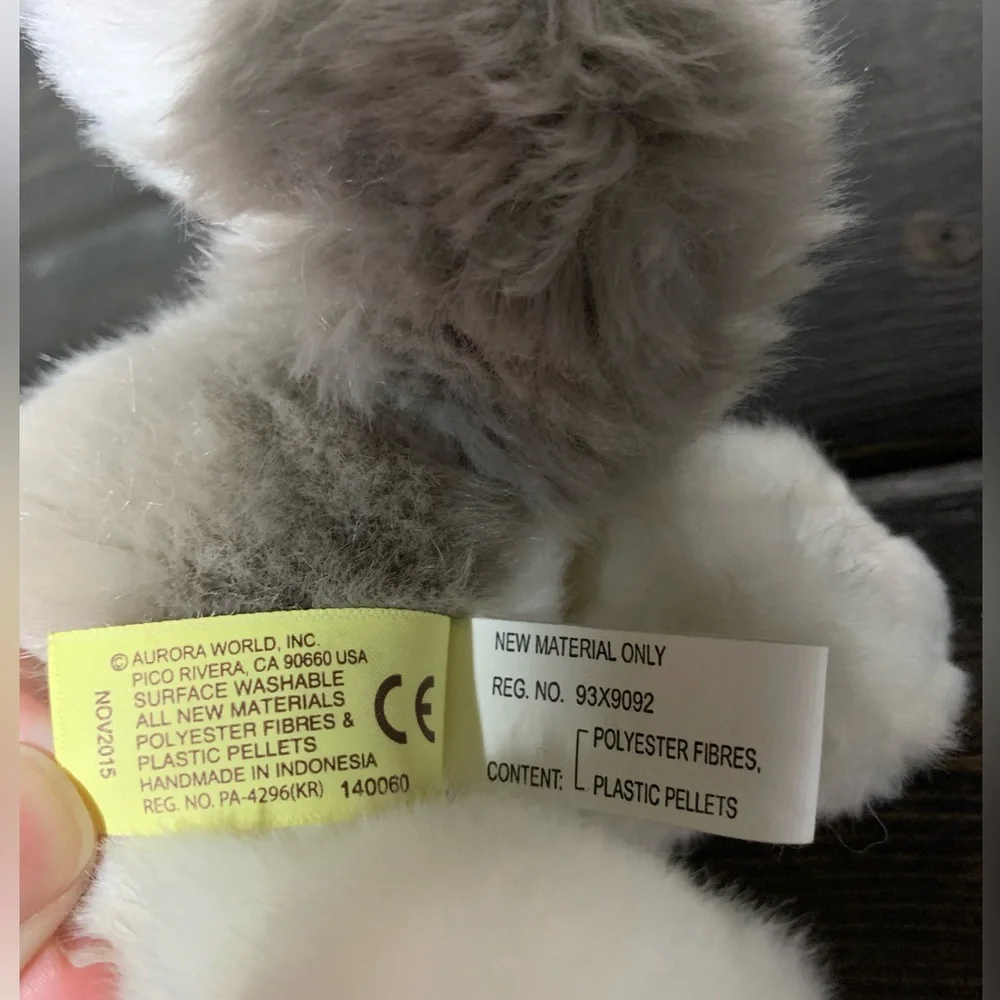 © AURORA WORLD, INC.
PICO RIVERA, CA 90660 USA
SURFACE WASHABLE
ALL NEW MATERIALS
POLYESTER FIBRES &
PLASTIC PELLETS
HANDMADE IN INDONESIA
REG. NO. PA-4296(KR) 140060
NOV2015
CE
NEW MATERIAL ONLY
REG. NO. 93X9092
CONTENT:
POLYESTER FIBRES,
PLASTIC PELLETS